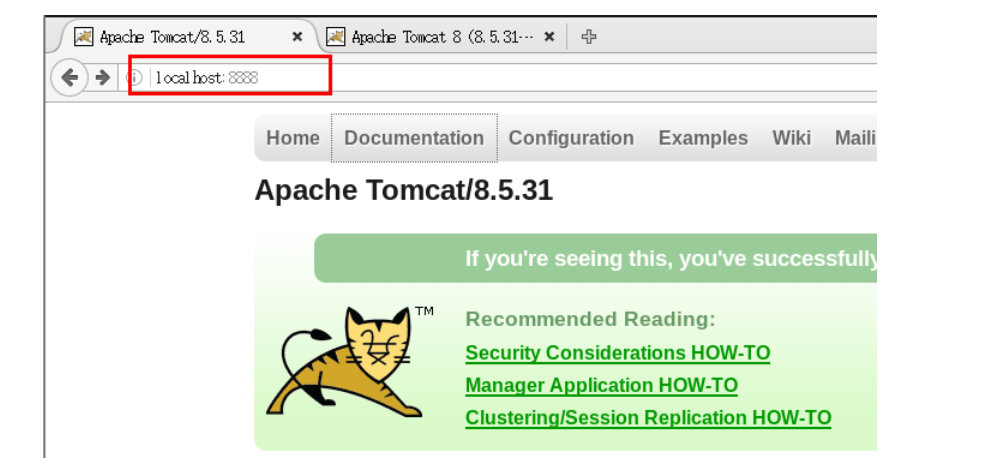 Apache Tomcat/8.5.31
Apache Tomcat 8 (8.5.31···
localhost:8888
Home Documentation Configuration Examples Wiki Maili
Apache Tomcat/8.5.31
If you're seeing this, you've successfully
TM
Recommended Reading:
Security Considerations HOW-TO
Manager Application HOW-TO
Clustering/Session Replication HOW-TO